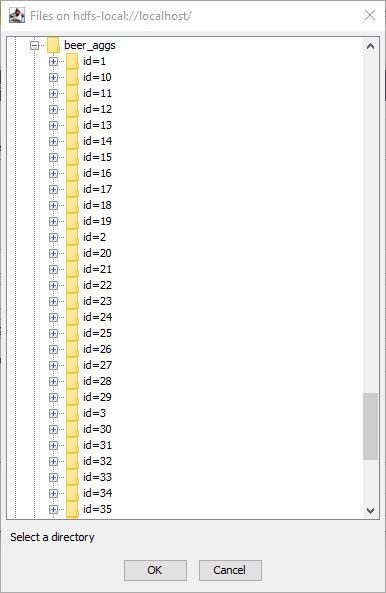 Files on hdfs-local://localhost/
beer_aggs
id=1
id=10
id=11
id=12
id=13
id=14
id=15
id=16
id=17
id=18
id=19
id=2
id=20
id=21
id=22
id=23
id=24
id=25
id=26
id=27
id=28
id=29
id=3
id=30
id=31
id=32
id=33
id=34
id=35
Select a directory
OK Cancel